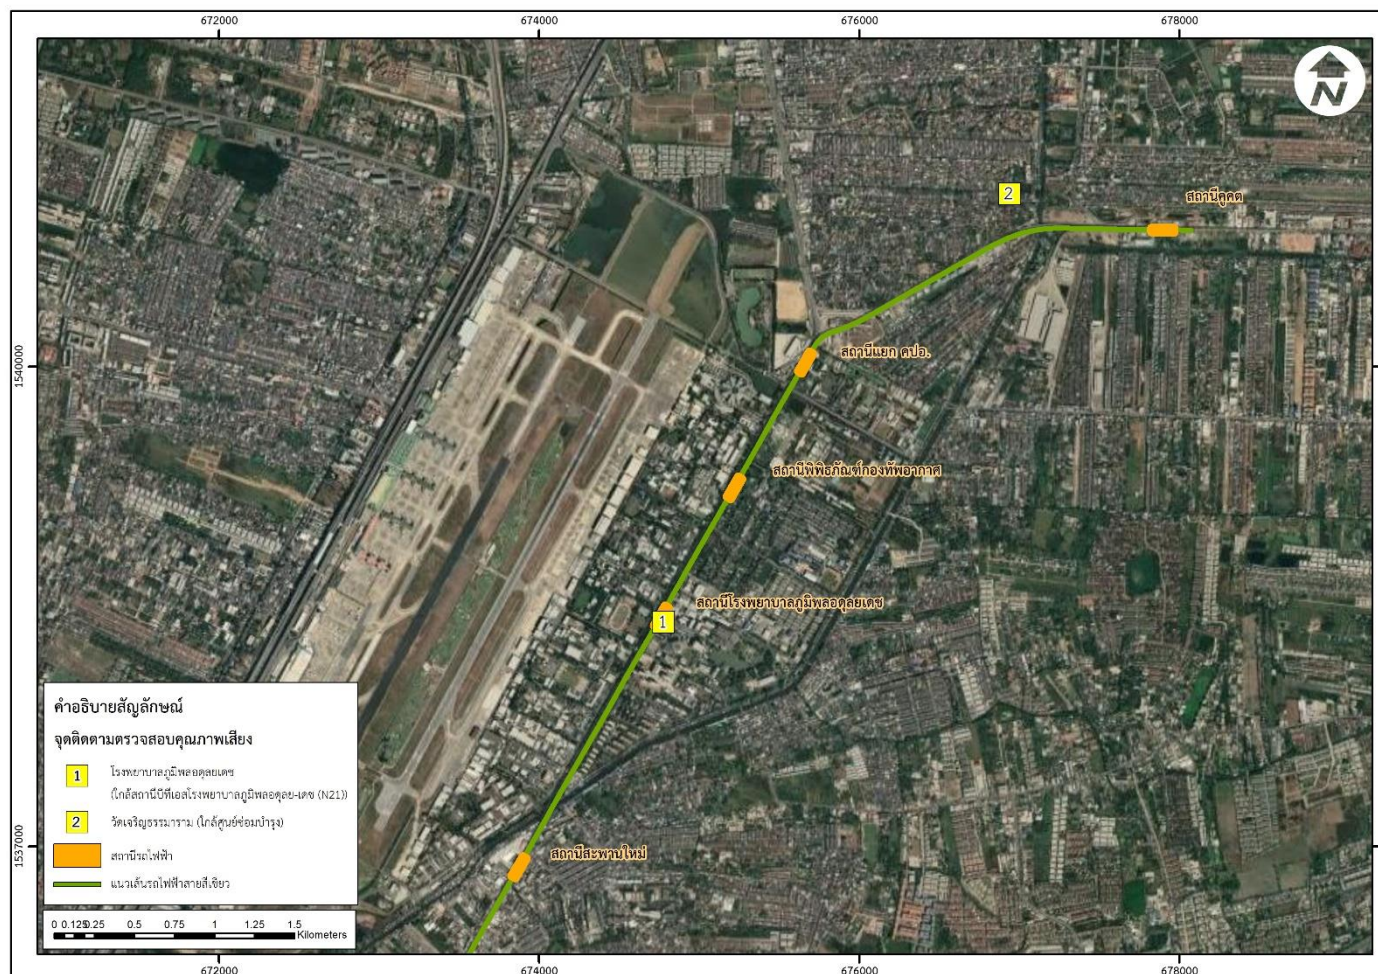 672000
674000
676000
678000
N
2
สถานีคูคต
สถานีแยก คปอ.
1540000
1540000
สถานีพิพิธภัณฑ์กองทัพอากาศ
สถานีโรงพยาบาลภูมิพลอดุลยเดช
1
คำอธิบายสัญลักษณ์
จุดติดตามตรวจสอบคุณภาพเสียง
1 โรงพยาบาลภูมิพลอดุลยเดช
(ใกล้สถานีบีทีเอสโรงพยาบาลภูมิพลอดุลย-เดช (N21))
2 วัดเจริญธรรมาราม (ใกล้ศูนย์ซ่อมบำรุง)
สถานีรถไฟฟ้า
แนวเส้นรถไฟฟ้าสายสีเขียว
สถานีสะพานใหม่
1537000
1537000
0 0.125 0.25 0.5 0.75 1 1.25 1.5
Kilometers
672000
674000
676000
678000